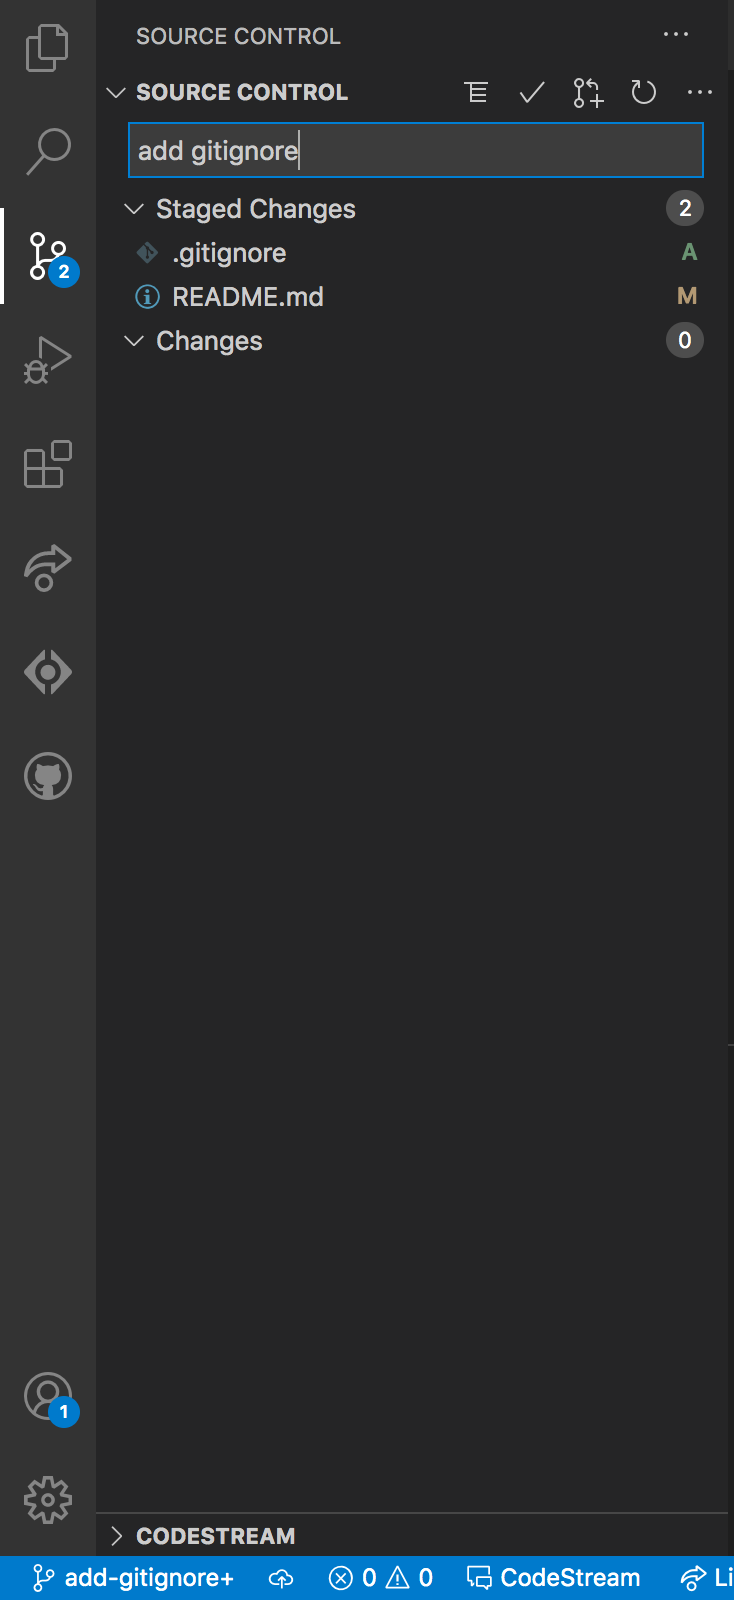 SOURCE CONTROL
SOURCE CONTROL
add gitignore
Staged Changes 2
.gitignore A
README.md M
2
Changes 0
1
CODESTREAM
add-gitignore+ 0 0 CodeStream Li